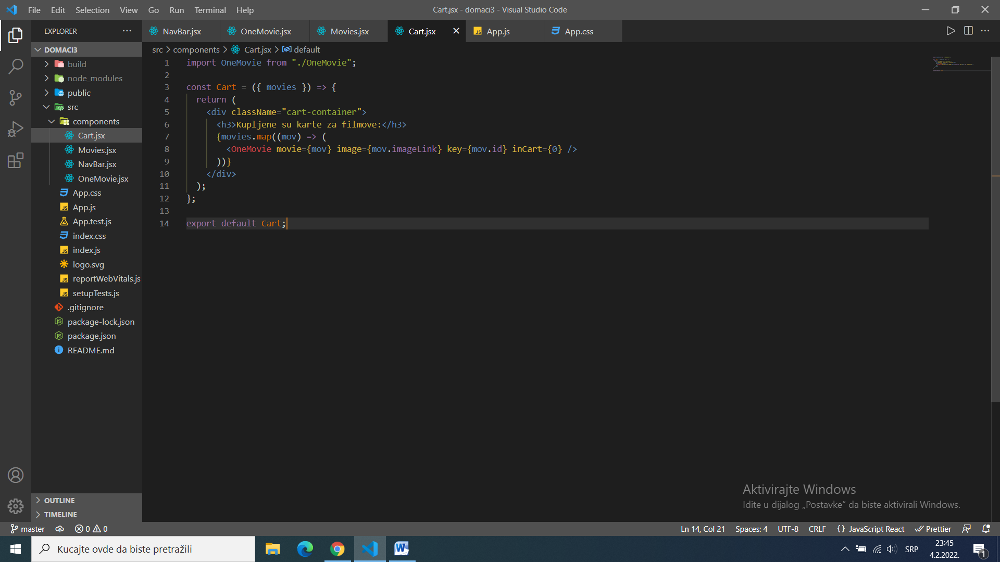 File Edit Selection View Go Run Terminal Help
Cart.jsx - domaci3 - Visual Studio Code
EXPLORER
NavBar.jsx OneMovie.jsx Movies.jsx Cart.jsx App.js App.css
DOMACI3
build
node_modules
public
src
components
Cart.jsx
Movies.jsx
NavBar.jsx
OneMovie.jsx
App.css
App.js
App.test.js
index.css
index.js
logo.svg
reportWebVitals.js
setupTests.js
.gitignore
package-lock.json
package.json
README.md
OUTLINE
TIMELINE
src > components > Cart.jsx > default
1 import OneMovie from "./OneMovie";
2
3 const Cart = ({ movies }) => {
4 return (
5 <div className="cart-container">
6 <h3>Kupljene su karte za filmove:</h3>
7 {movies.map((mov) => (
8 <OneMovie movie={mov} image={mov.imageLink} key={mov.id} inCart={0} />
9 ))}
10 </div>
11 );
12 };
13
14 export default Cart;
Aktivirajte Windows
Idite u dijalog „Postavke“ da biste aktivirali Windows.
master 0 0 Ln 14, Col 21 Spaces: 4 UTF-8 CRLF {} JavaScript React Prettier
Kucajte ovde da biste pretražili
SRP
23:45
4.2.2022.
1